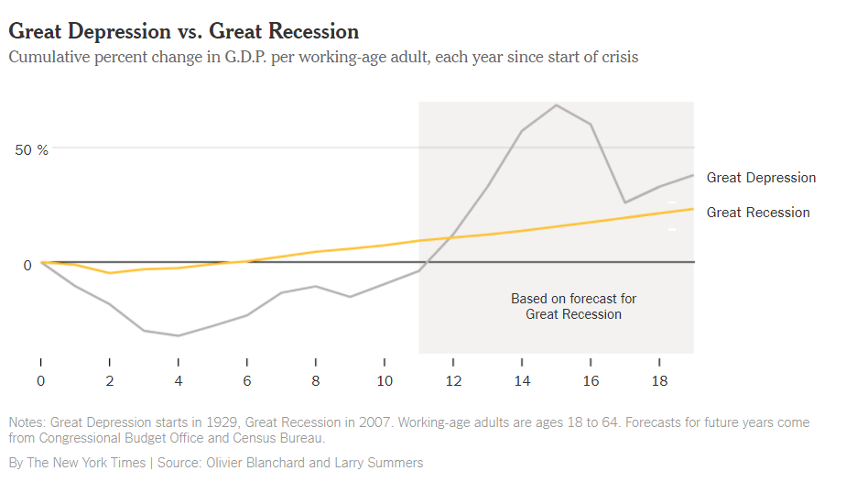 Great Depression vs. Great Recession
Cumulative percent change in G.D.P. per working-age adult, each year since start of crisis
50 %
Great Depression
Great Recession
0
Based on forecast for
Great Recession
0 2 4 6 8 10 12 14 16 18
Notes: Great Depression starts in 1929, Great Recession in 2007. Working-age adults are ages 18 to 64. Forecasts for future years come
from Congressional Budget Office and Census Bureau.
By The New York Times | Source: Olivier Blanchard and Larry Summers